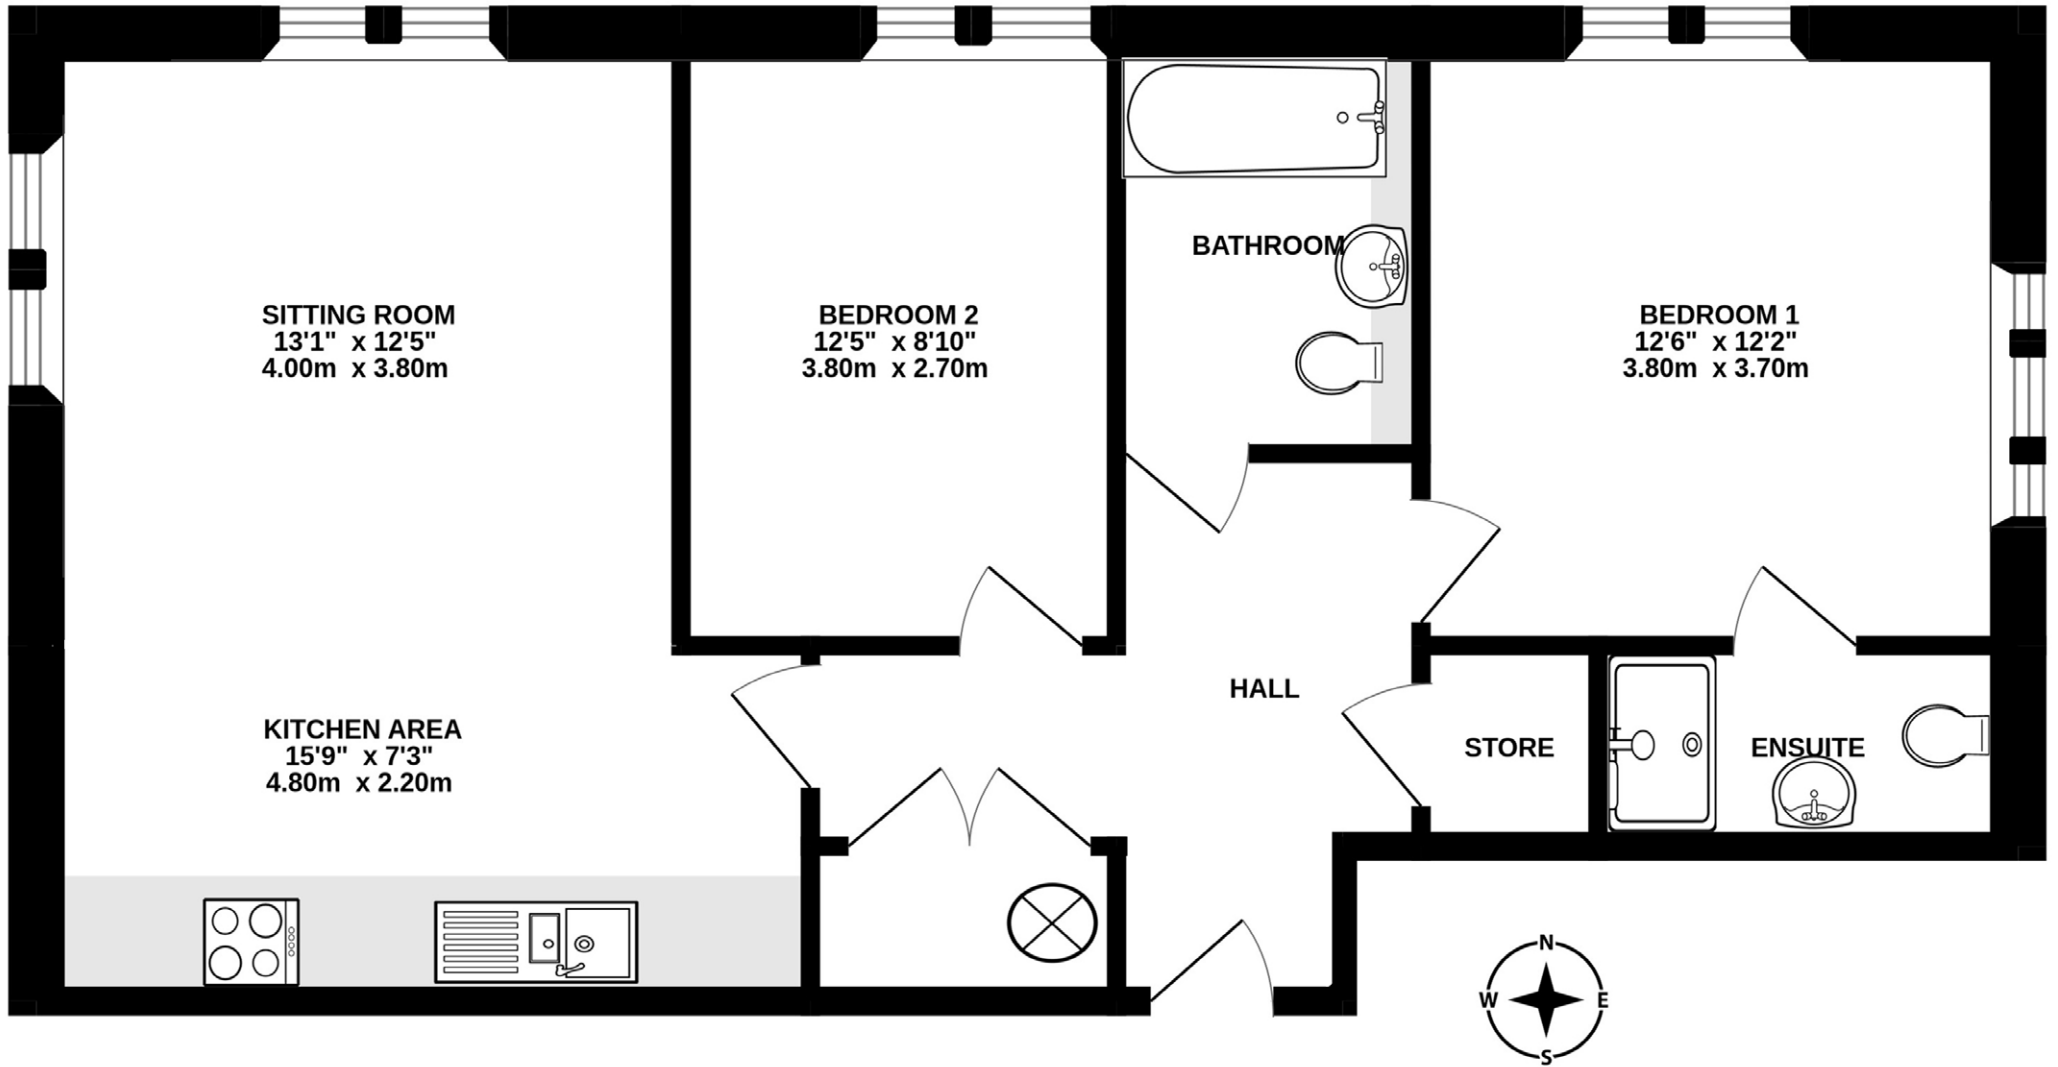 BATHROOM
SITTING ROOM
13'1" x 12'5"
4.00m x 3.80m
BEDROOM 2
12'5" x 8'10"
3.80m x 2.70m
BEDROOM 1
12'6" x 12'2"
3.80m x 3.70m
HALL
KITCHEN AREA
15'9" x 7'3"
4.80m x 2.20m
STORE
ENSUITE
N
W E
S